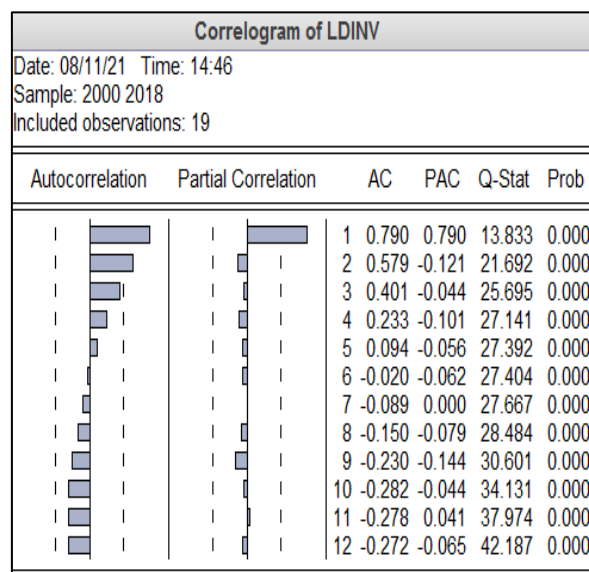 Correlogram of LDINV
Date: 08/11/21 Time: 14:46
Sample: 2000 2018
Included observations: 19
Autocorrelation Partial Correlation AC PAC Q-Stat Prob
1 0.790 0.790 13.833 0.000
2 0.579 -0.121 21.692 0.000
3 0.401 -0.044 25.695 0.000
4 0.233 -0.101 27.141 0.000
5 0.094 -0.056 27.392 0.000
6 -0.020 -0.062 27.404 0.000
7 -0.089 0.000 27.667 0.000
8 -0.150 -0.079 28.484 0.000
9 -0.230 -0.144 30.601 0.000
10 -0.282 -0.044 34.131 0.000
11 -0.278 0.041 37.974 0.000
12 -0.272 -0.065 42.187 0.000